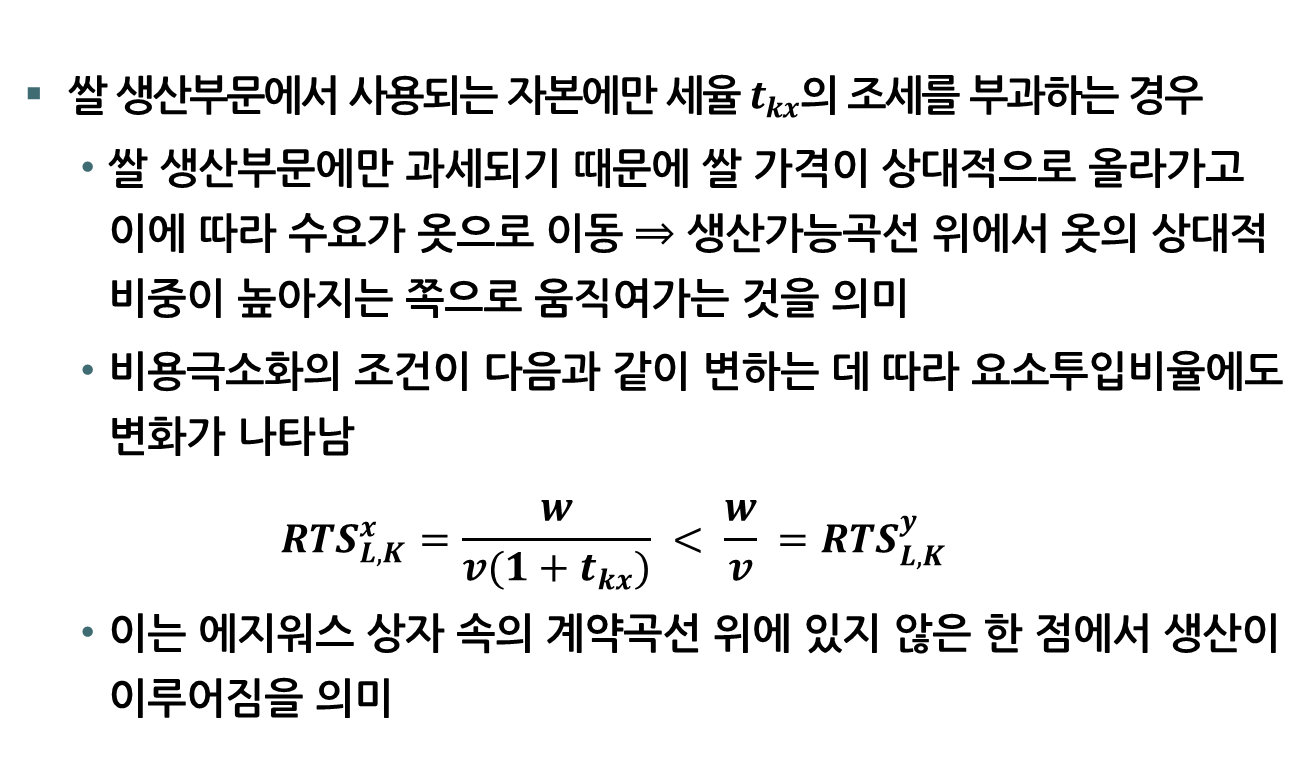 ▪ 쌀 생산부문에서 사용되는 자본에만 세율 $t_{kx}$의 조세를 부과하는 경우
• 쌀 생산부문에만 과세되기 때문에 쌀 가격이 상대적으로 올라가고
이에 따라 수요가 옷으로 이동 ⇒ 생산가능곡선 위에서 옷의 상대적
비중이 높아지는 쪽으로 움직여가는 것을 의미
• 비용극소화의 조건이 다음과 같이 변하는 데 따라 요소투입비율에도
변화가 나타남
$RTS^{x}_{L,K} = \frac{w}{v(1 + t_{kx})} < \frac{w}{v} = RTS^{y}_{L,K}$
• 이는 에지워스 상자 속의 계약곡선 위에 있지 않은 한 점에서 생산이
이루어짐을 의미